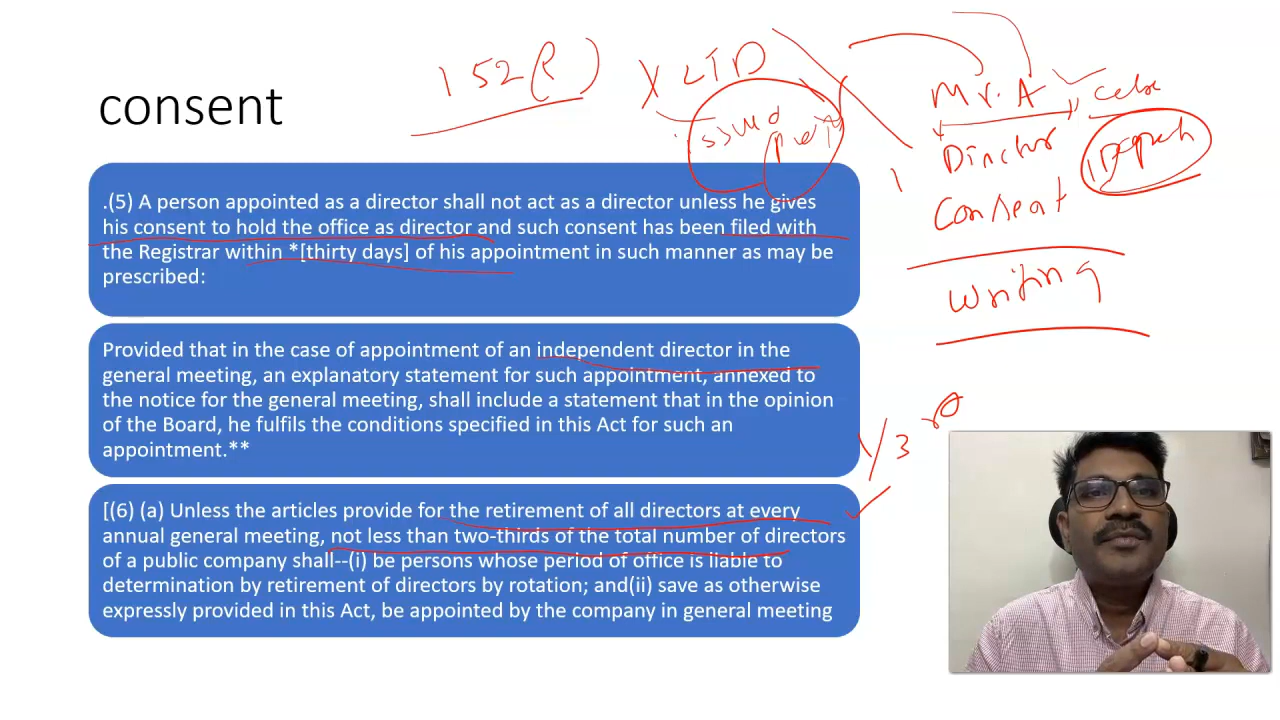 152(
X LTD
issued
Mr. A
Director
Consent
Writing
1/3
consent
.(5) A person appointed as a director shall not act as a director unless he gives
his consent to hold the office as director and such consent has been filed with
the Registrar within *[thirty days] of his appointment in such manner as may be
prescribed:
Provided that in the case of appointment of an independent director in the
general meeting, an explanatory statement for such appointment, annexed to
the notice for the general meeting, shall include a statement that in the opinion
of the Board, he fulfils the conditions specified in this Act for such an
appointment.**
[(6) (a) Unless the articles provide for the retirement of all directors at every
annual general meeting, not less than two-thirds of the total number of directors
of a public company shall--(i) be persons whose period of office is liable to
determination by retirement of directors by rotation; and(ii) save as otherwise
expressly provided in this Act, be appointed by the company in general meeting